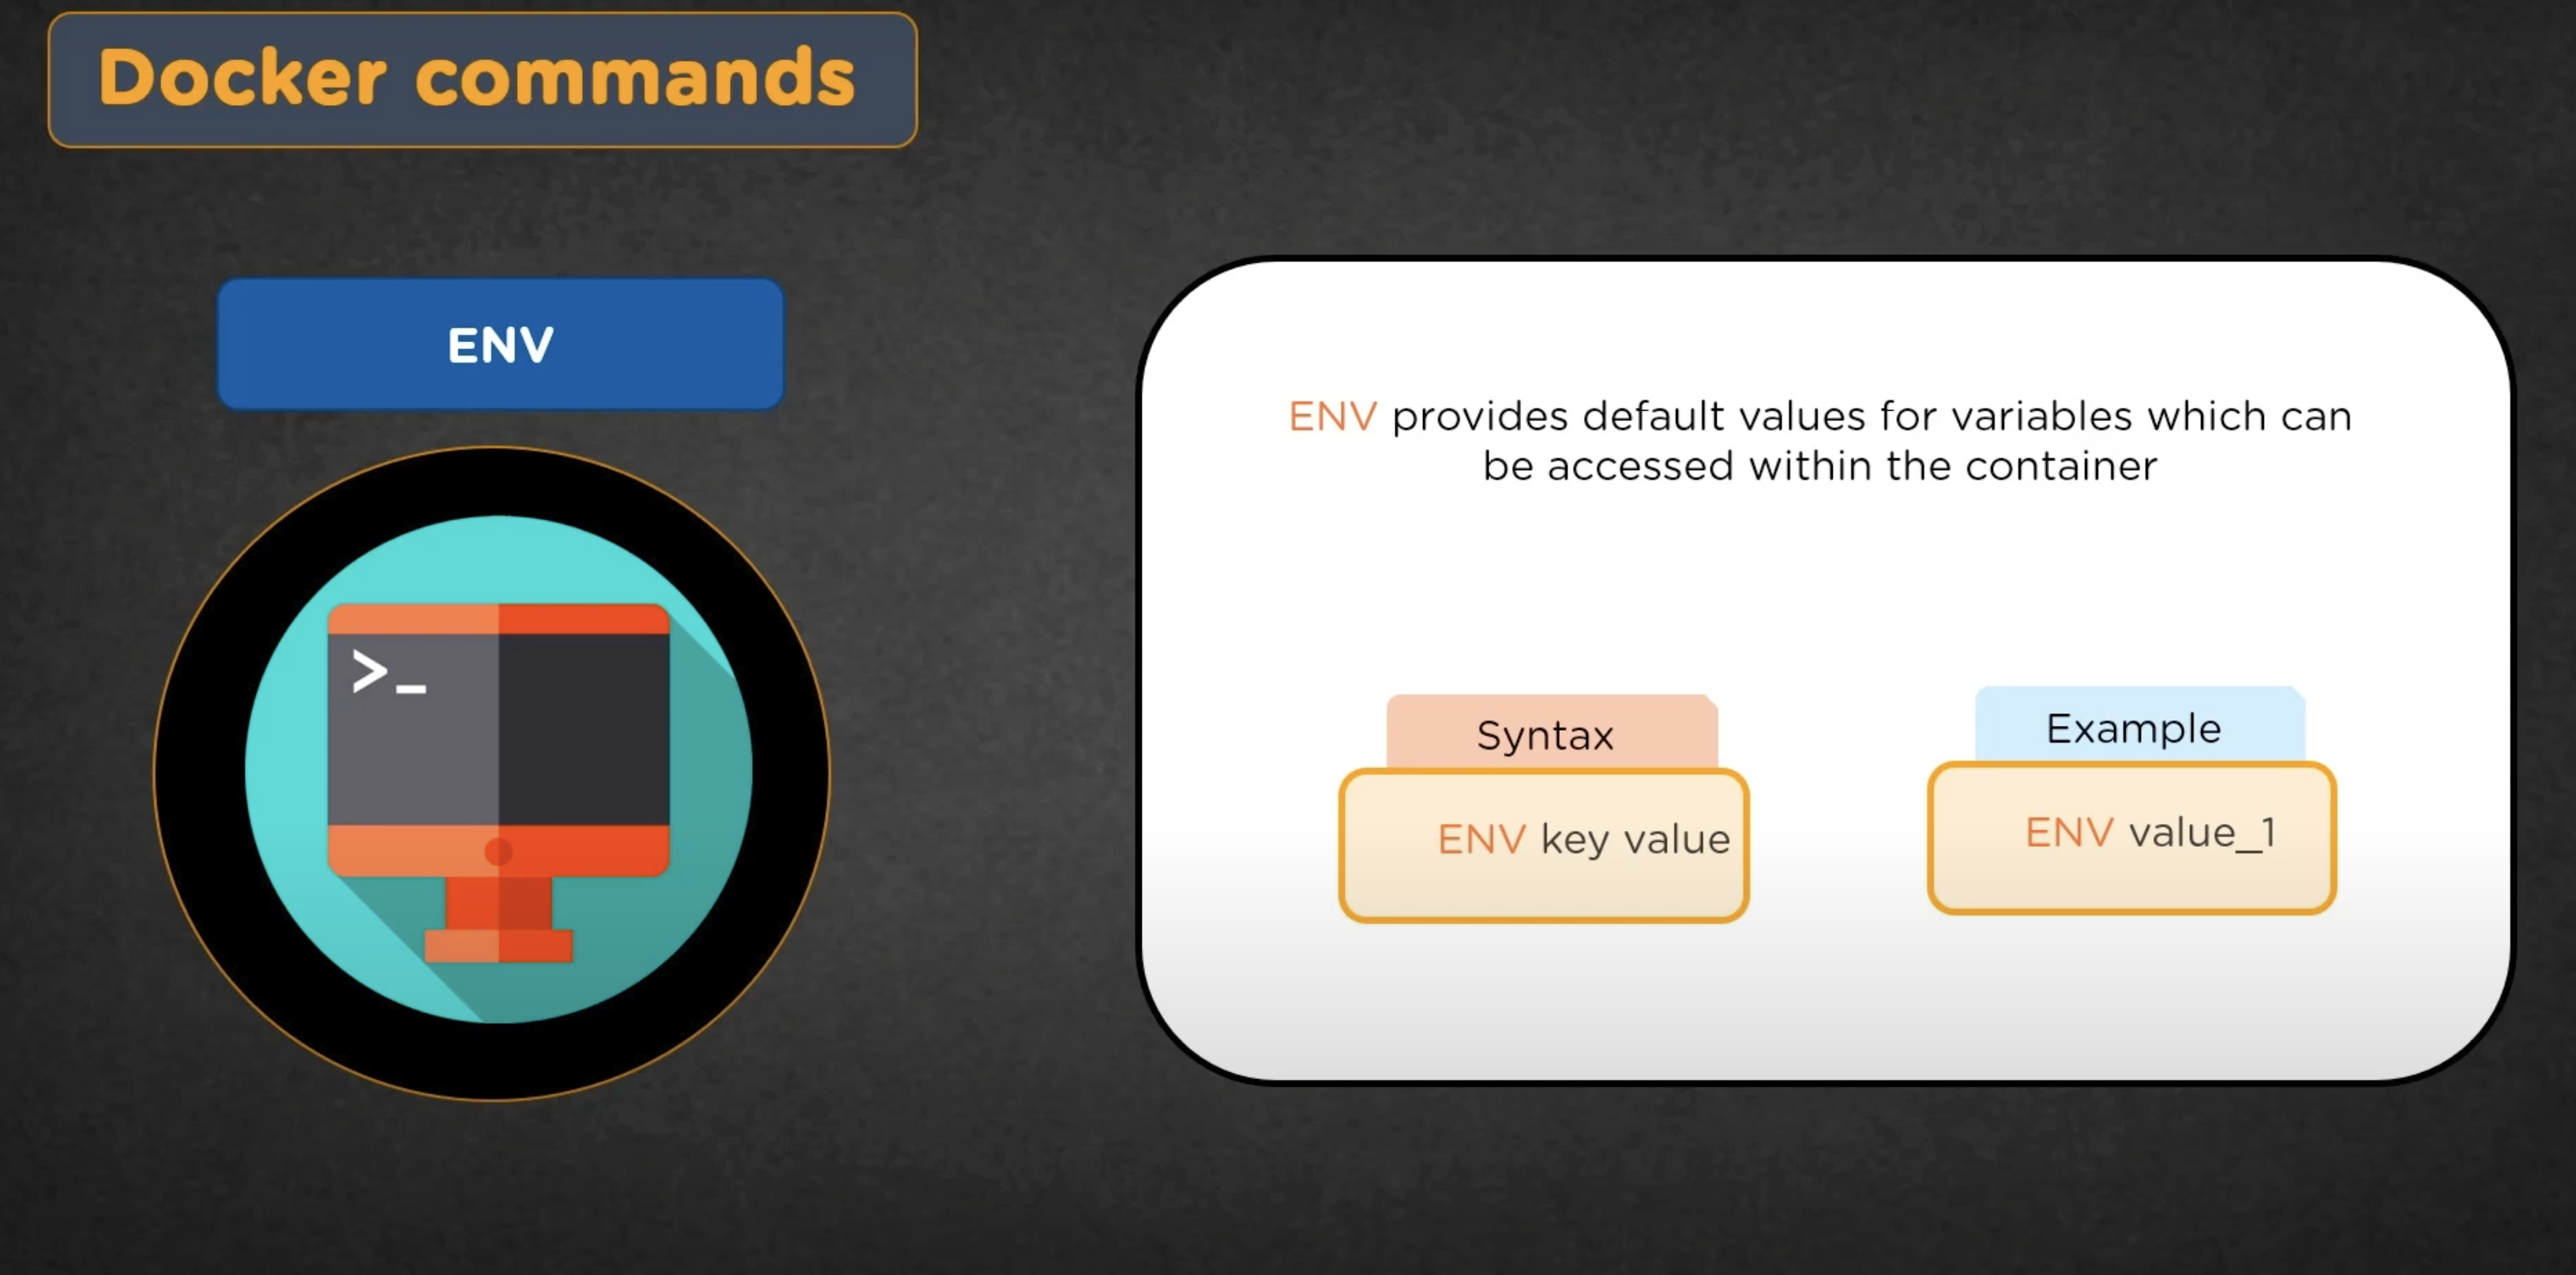 Docker commands
ENV
>_
ENV provides default values for variables which can
be accessed within the container
Syntax
ENV key value
Example
ENV value_1